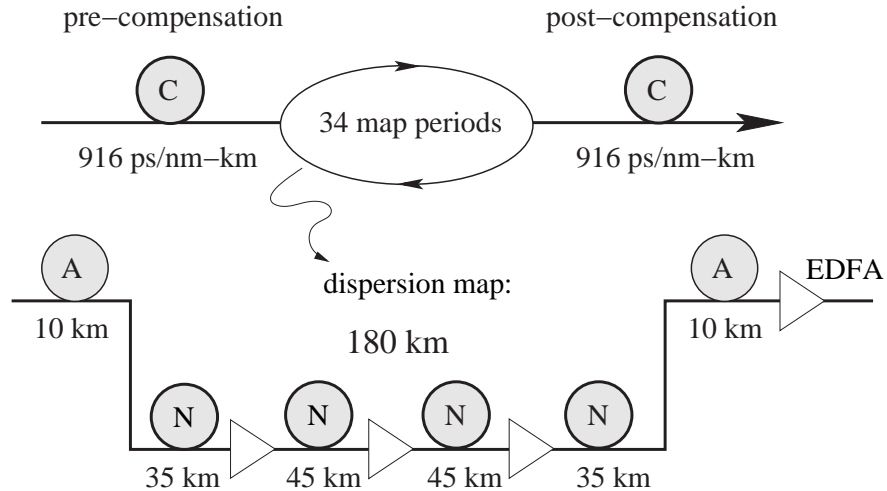 pre−compensation
post−compensation
C
34 map periods
C
916 ps/nm−km
916 ps/nm−km
A
dispersion map:
A
EDFA
10 km
180 km
10 km
N
N
N
N
35 km
45 km
45 km
35 km